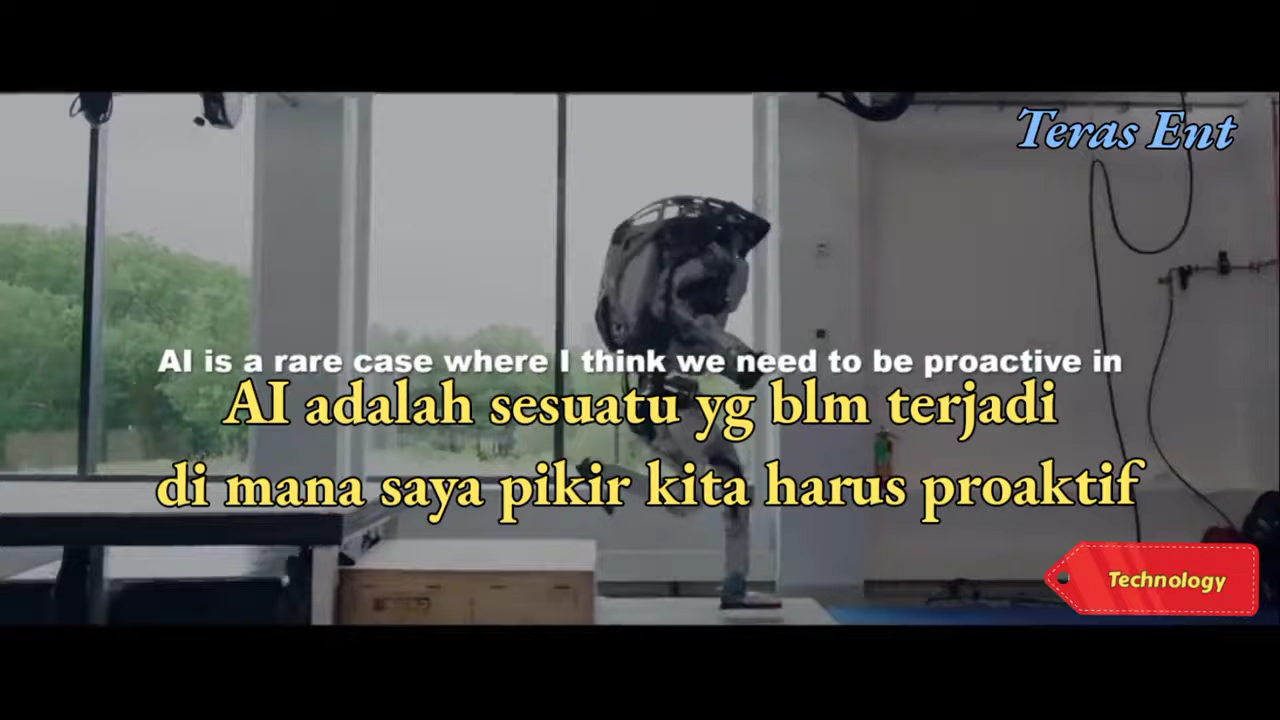 Teras Ent
AI is a rare case where I think we need to be proactive in
AI adalah sesuatu yg blm terjadi
di mana saya pikir kita harus proaktif
Technology